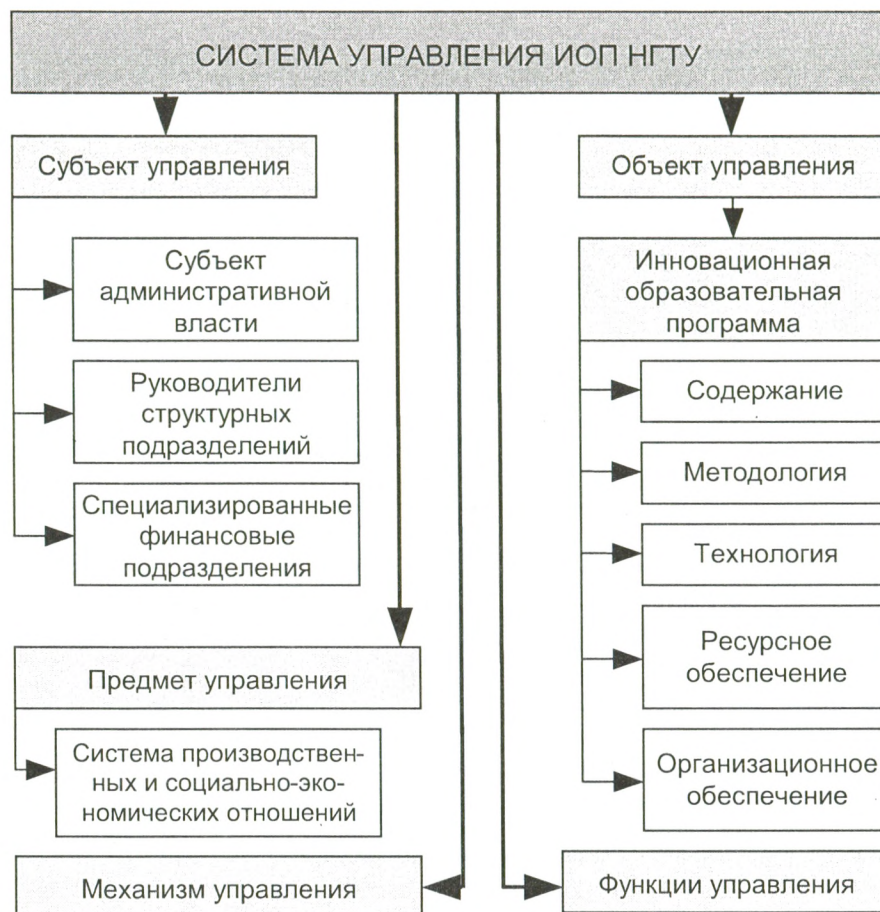 СИСТЕМА УПРАВЛЕНИЯ ИОП НГТУ
Субъект управления
Субъект
административной
власти
Руководители
структурных
подразделений
Специализированные
финансовые
подразделения
Предмет управления
Система производствен-
ных и социально-эко-
номических отношений
Механизм управления
Объект управления
Инновационная
образовательная
программа
Содержание
Методология
Технология
Ресурсное
обеспечение
Организационное
обеспечение
Функции управления